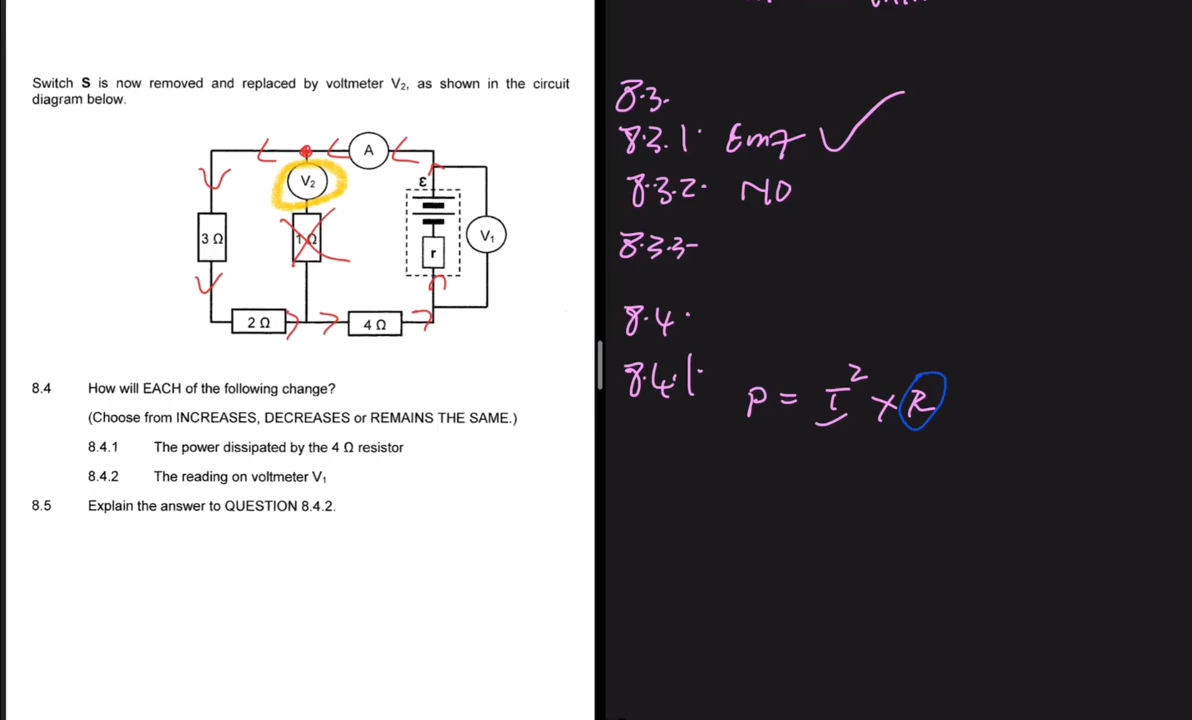 Switch S is now removed and replaced by voltmeter V₂, as shown in the circuit
diagram below.
A
V₂
ε
3 Ω
1 Ω
r
V₁
2 Ω
4 Ω
8.4 How will EACH of the following change?
(Choose from INCREASES, DECREASES or REMAINS THE SAME.)
8.4.1 The power dissipated by the 4 Ω resistor
8.4.2 The reading on voltmeter V₁
8.5 Explain the answer to QUESTION 8.4.2.
8.3.
8.3.1. Emf ✓
8.3.2. NO
8.3.3-
8.4.
8.4.1. P = I² × R